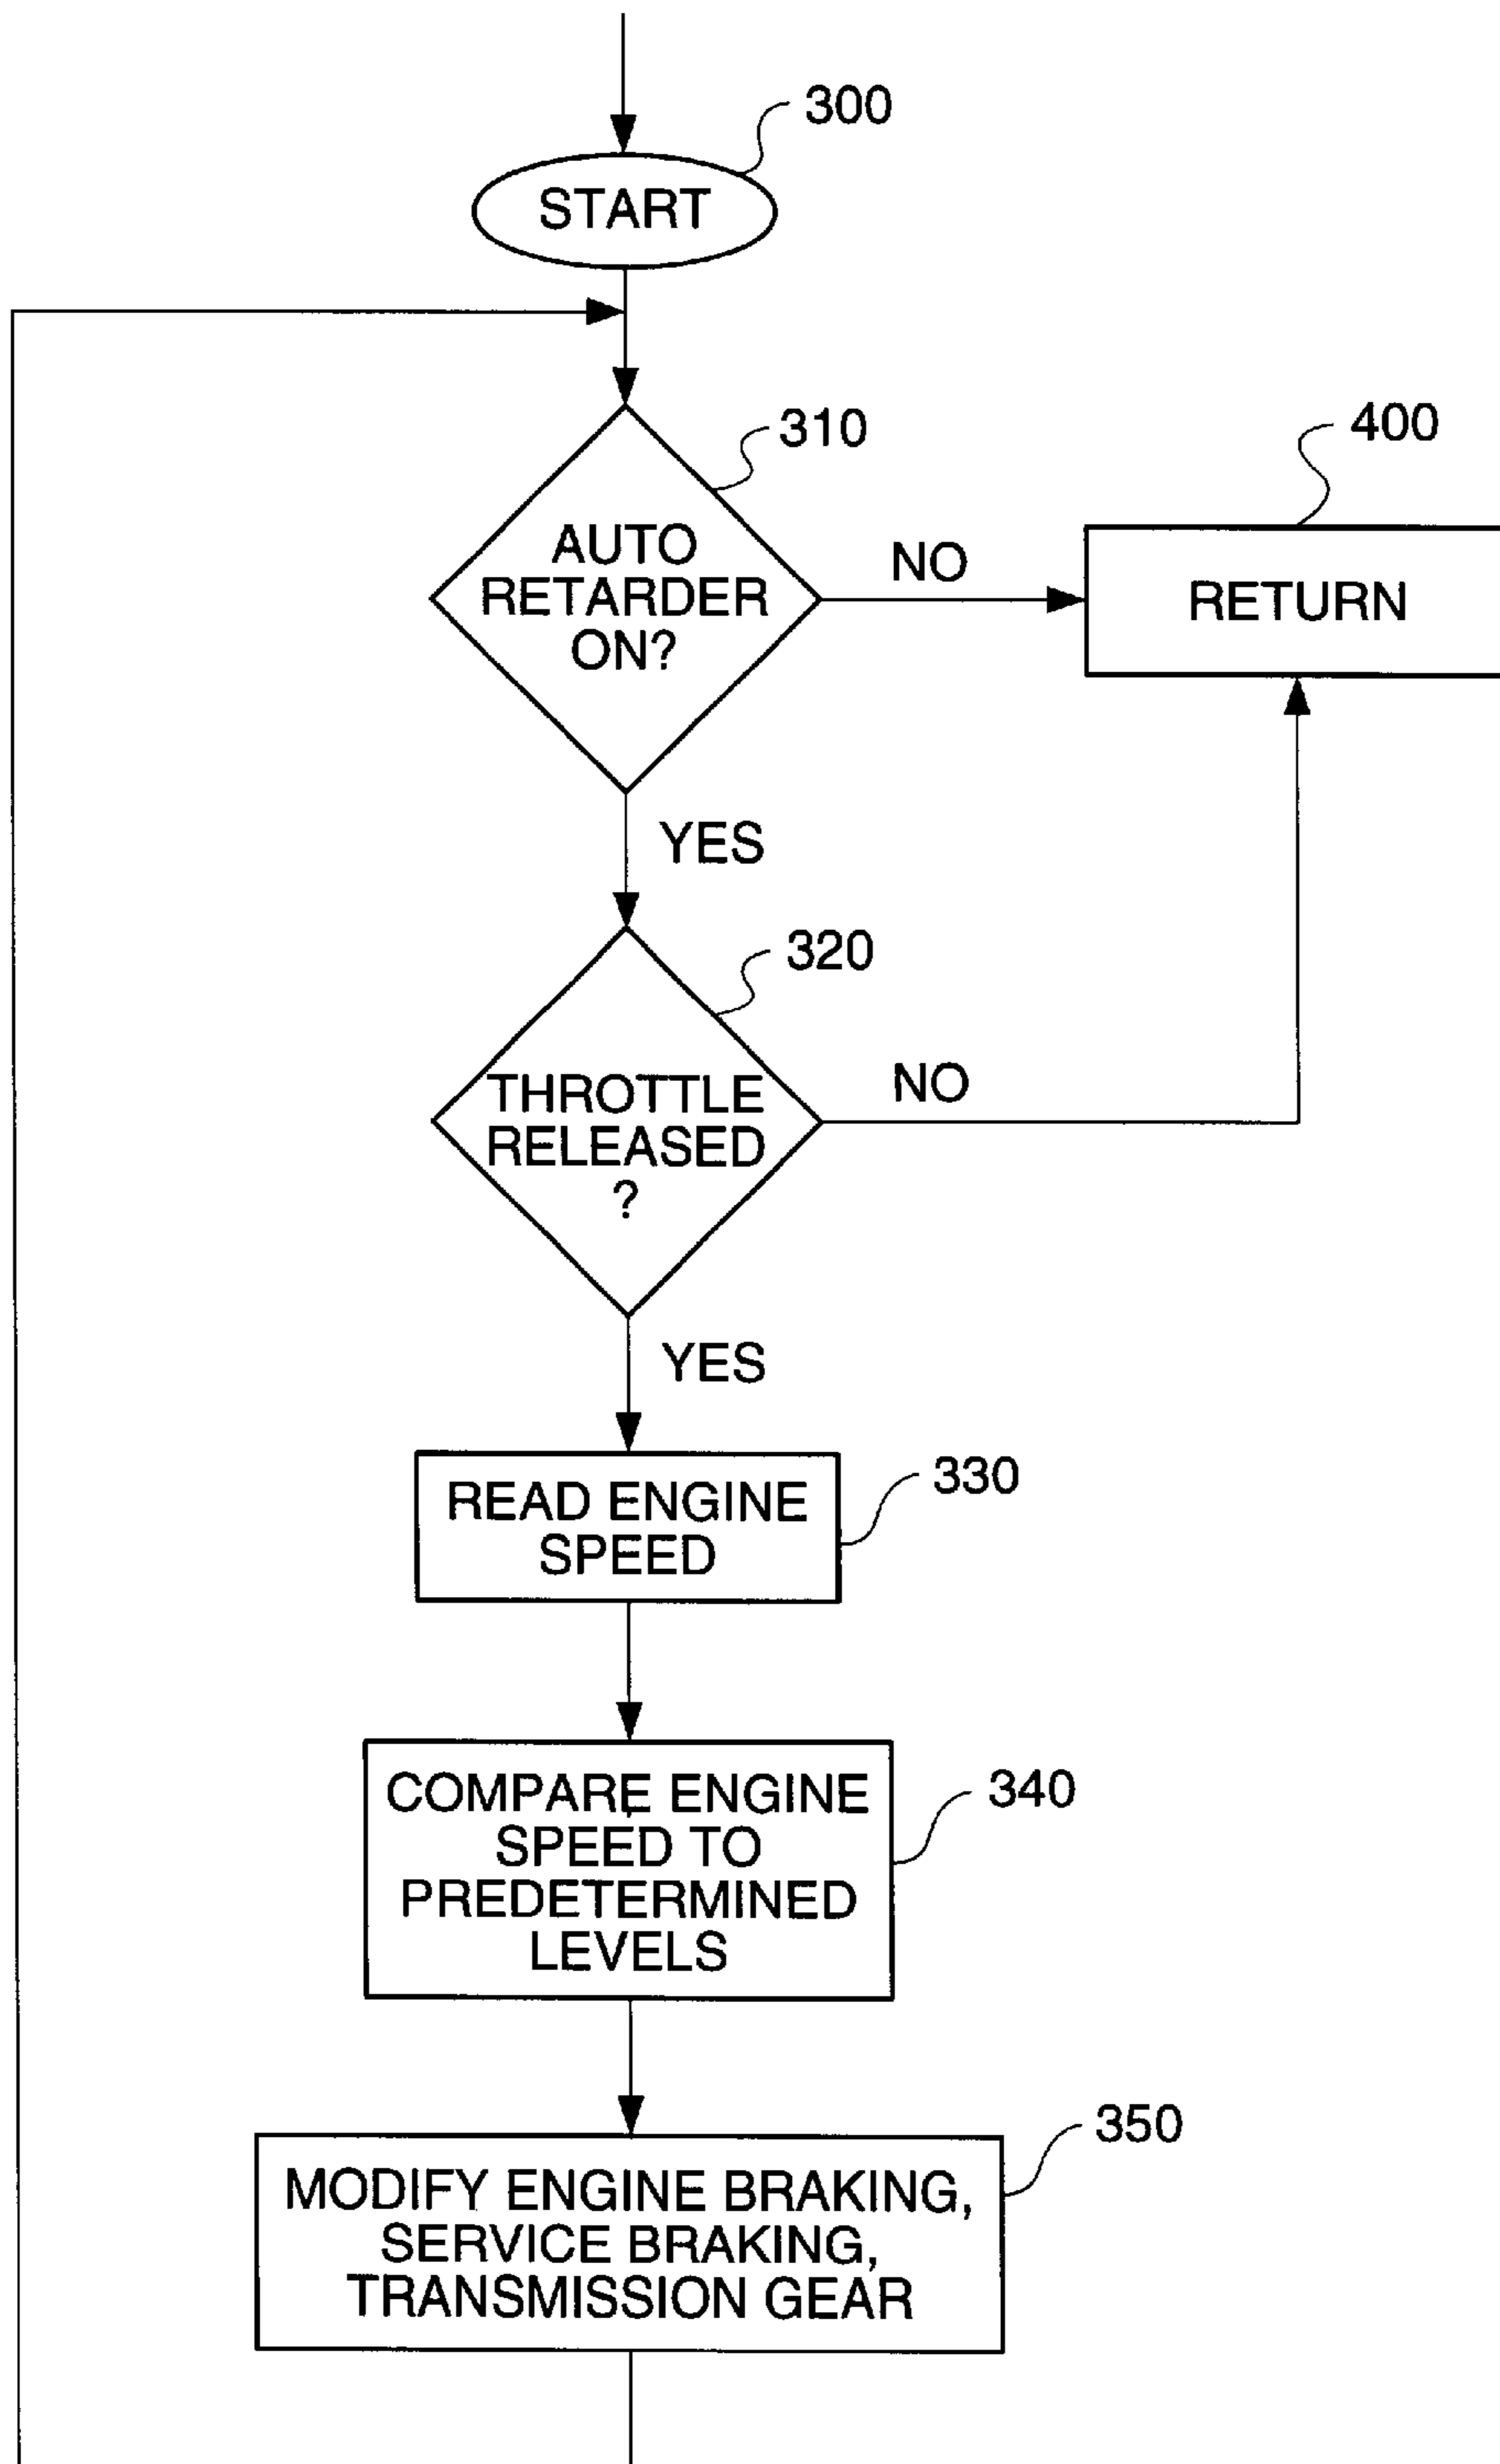 300
START
310
AUTO
RETARDER
ON?
NO
400
RETURN
YES
320
THROTTLE
RELEASED
?
NO
YES
330
READ ENGINE
SPEED
340
COMPARE ENGINE
SPEED TO
PREDETERMINED
LEVELS
350
MODIFY ENGINE BRAKING,
SERVICE BRAKING,
TRANSMISSION GEAR